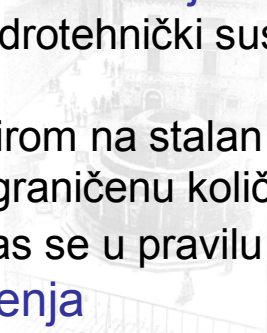 drotehnički sus
irom na stalan
graničenu količ
as se u pravilu
enja